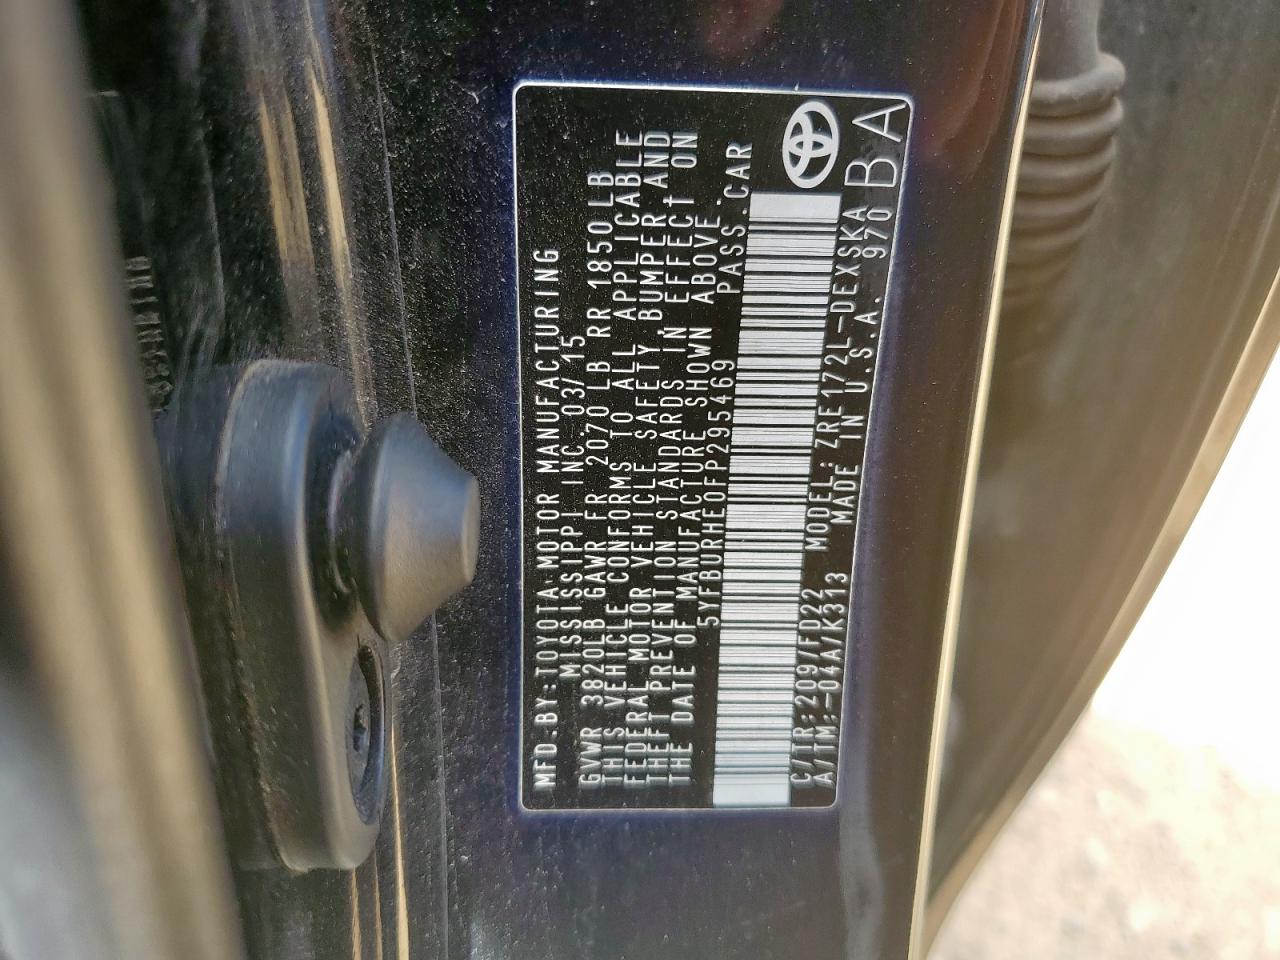 MFD.BY:TOYOTA MOTOR MANUFACTURING
MISSISSIPPI INC. 03/15
GVWR 3820LB GAWR FR 2070LB RR 1850LB
THIS VEHICLE CONFORMS TO ALL APPLICABLE
FEDERAL MOTOR VEHICLE SAFETY, BUMPER AND
THEFT PREVENTION STANDARDS IN EFFECT ON
THE DATE OF MANUFACTURE SHOWN ABOVE.
5YFBURHE0FP295469 PASS.CAR
C/TR:209/FD22 MODEL:ZRE172L-DEXSKA
A/TM:-04A/K313 MADE IN U.S.A. 970 BA